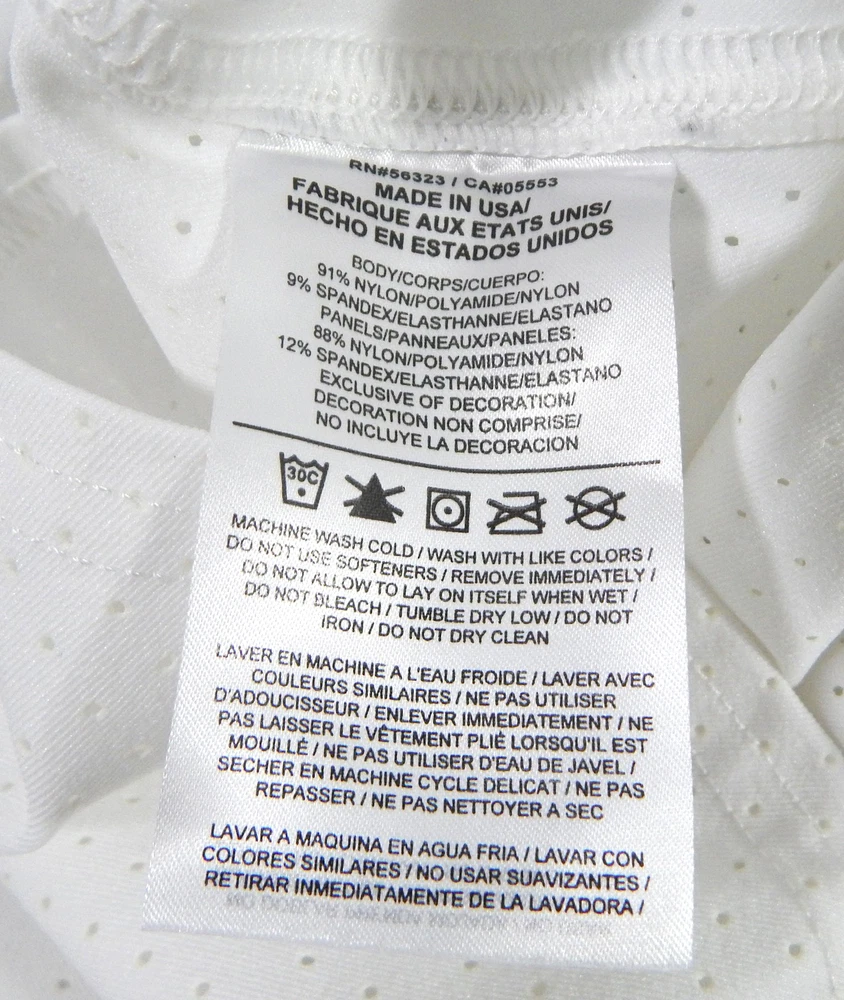 RN#56323 / CA#05553
MADE IN USA/
FABRIQUE AUX ETATS UNIS/
HECHO EN ESTADOS UNIDOS
BODY/CORPS/CUERPO:
91% NYLON/POLYAMIDE/NYLON
9% SPANDEX/ELASTHANNE/ELASTANO
PANELS/PANNEAUX/PANELES:
88% NYLON/POLYAMIDE/NYLON
12% SPANDEX/ELASTHANNE/ELASTANO
EXCLUSIVE OF DECORATION/
DECORATION NON COMPRISE/
NO INCLUYE LA DECORACION
30C
MACHINE WASH COLD / WASH WITH LIKE COLORS /
DO NOT USE SOFTENERS / REMOVE IMMEDIATELY /
DO NOT ALLOW TO LAY ON ITSELF WHEN WET /
DO NOT BLEACH / TUMBLE DRY LOW / DO NOT
IRON / DO NOT DRY CLEAN
LAVER EN MACHINE A L'EAU FROIDE / LAVER AVEC
COULEURS SIMILAIRES / NE PAS UTILISER
D'ADOUCISSEUR / ENLEVER IMMEDIATEMENT / NE
PAS LAISSER LE VÊTEMENT PLIÉ LORSQU'IL EST
MOUILLÉ / NE PAS UTILISER D'EAU DE JAVEL /
SECHER EN MACHINE CYCLE DELICAT / NE PAS
REPASSER / NE PAS NETTOYER A SEC
LAVAR A MAQUINA EN AGUA FRIA / LAVAR CON
COLORES SIMILARES / NO USAR SUAVIZANTES /
RETIRAR INMEDIATAMENTE DE LA LAVADORA /